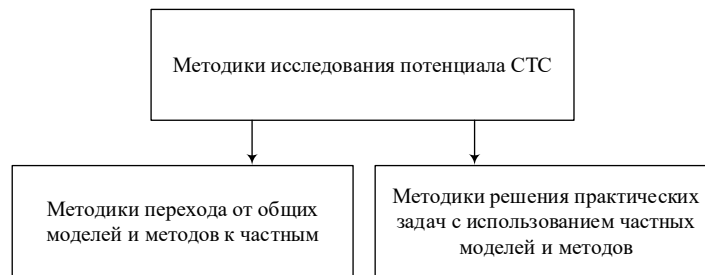 Методики исследования потенциала СТС
Методики перехода от общих
моделей и методов к частным
Методики решения практических
задач с использованием частных
моделей и методов